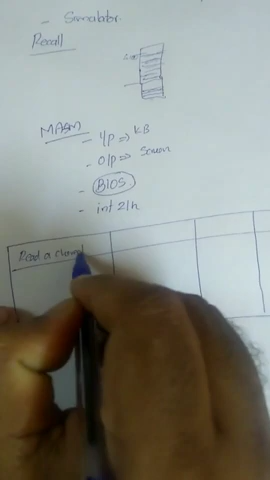 - Simulator.
Recall
MASM
- i/p => KB
- o/p => Screen
- BIOS
- int 21h
Read a char